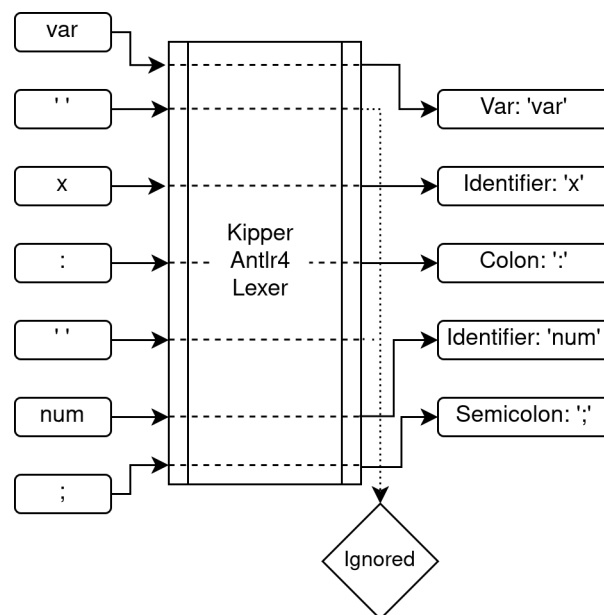 var
' '
x
:
' '
num
;
Kipper
Antlr4
Lexer
Var: 'var'
Identifier: 'x'
Colon: ':'
Identifier: 'num'
Semicolon: ';'
Ignored